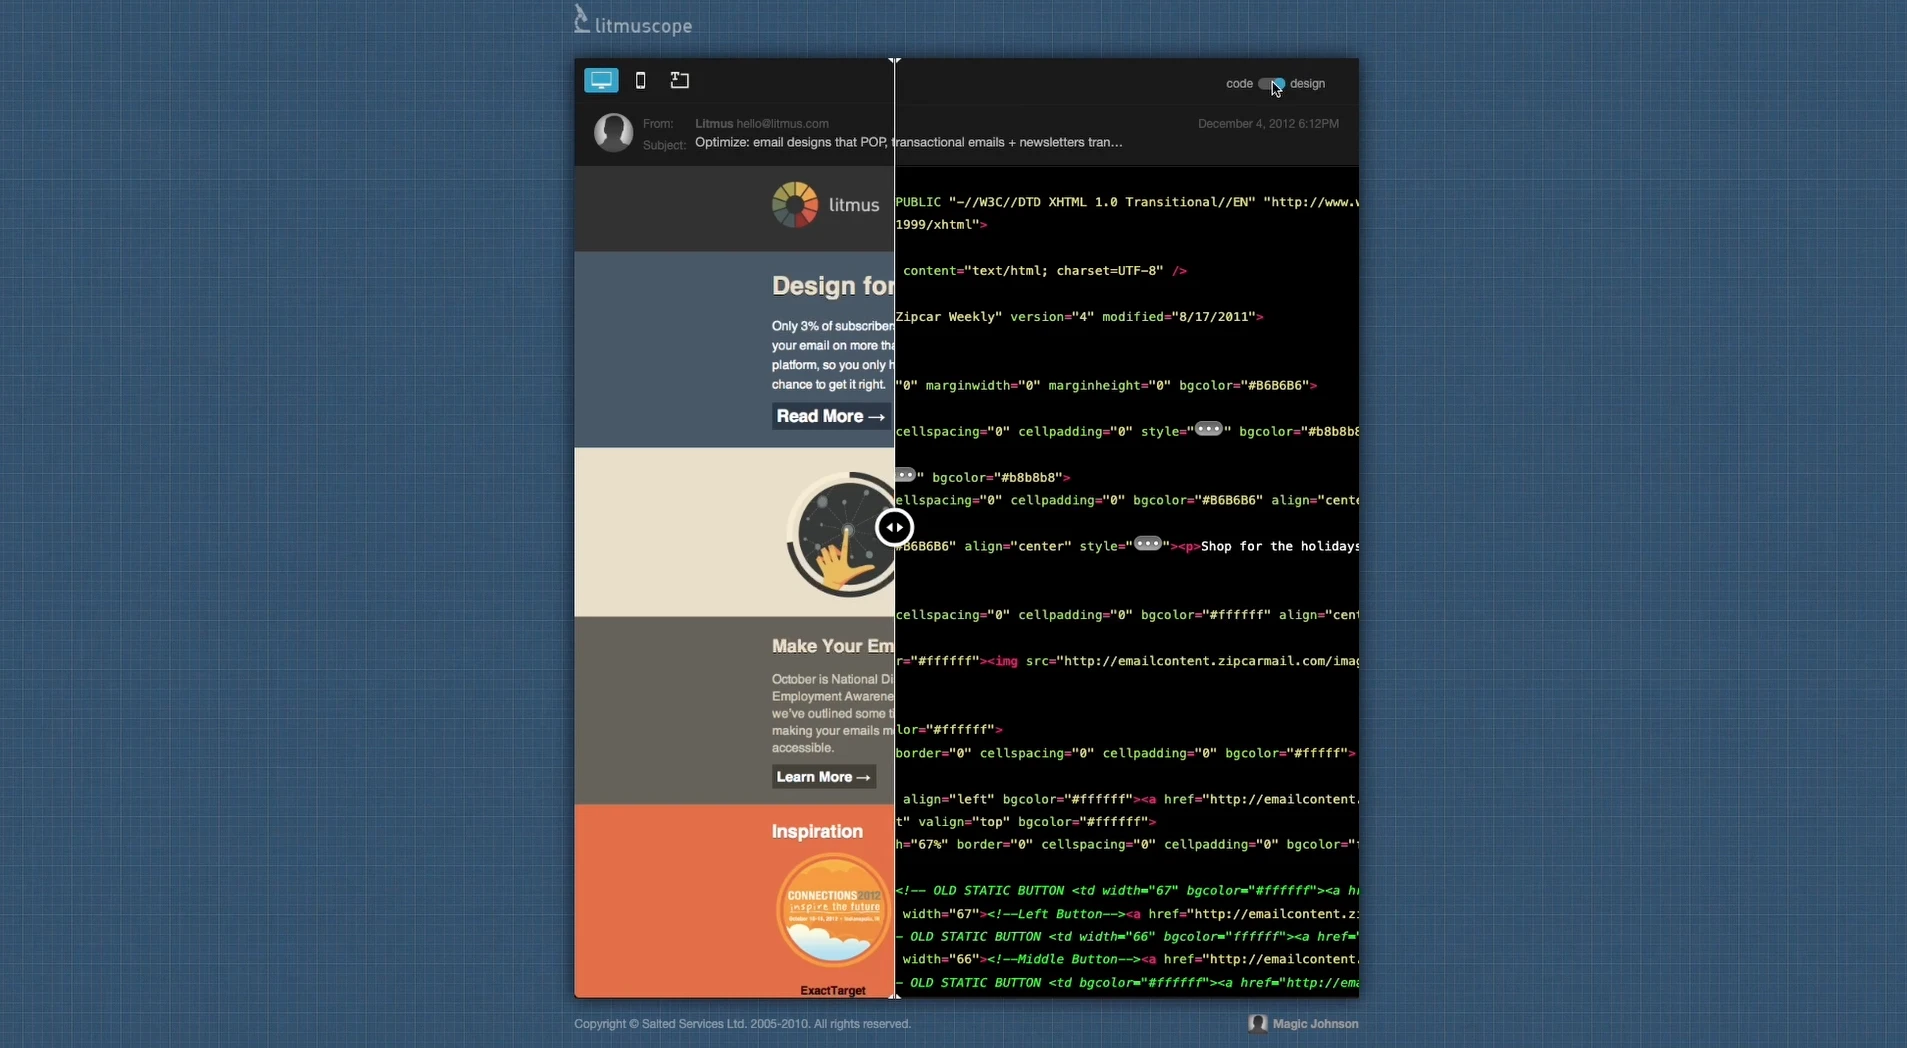 litmuscope
code design
From: Litmus hello@litmus.com December 4, 2012 6:12PM
Subject: Optimize: email designs that POP, transactional emails + newsletters tran…
litmus
Design for
Only 3% of subscribers
your email on more tha
platform, so you only h
chance to get it right.
Read More →
Make Your Em
October is National Di
Employment Awarene
we've outlined some ti
making your emails m
accessible.
Learn More →
Inspiration
CONNECTIONS2012
inspire the future
ExactTarget
PUBLIC "-//W3C//DTD XHTML 1.0 Transitional//EN" "http://www.w
1999/xhtml">
content="text/html; charset=UTF-8" />
Zipcar Weekly" version="4" modified="8/17/2011">
"0" marginwidth="0" marginheight="0" bgcolor="#B6B6B6">
cellspacing="0" cellpadding="0" style="•••" bgcolor="#b8b8b8
••" bgcolor="#b8b8b8">
ellspacing="0" cellpadding="0" bgcolor="#B6B6B6" align="cente
#B6B6B6" align="center" style="•••"><p>Shop for the holidays
cellspacing="0" cellpadding="0" bgcolor="#ffffff" align="cent
r="#ffffff"><img src="http://emailcontent.zipcarmail.com/imag
lor="#ffffff">
border="0" cellspacing="0" cellpadding="0" bgcolor="#fffff">
align="left" bgcolor="#ffffff"><a href="http://emailcontent.
t" valign="top" bgcolor="#ffffff">
h="67%" border="0" cellspacing="0" cellpadding="0" bgcolor="f
<!-- OLD STATIC BUTTON <td width="67" bgcolor="#ffffff"><a hr
width="67"><!--Left Button--><a href="http://emailcontent.zi
- OLD STATIC BUTTON <td width="66" bgcolor="ffffff"><a href="
width="66"><!--Middle Button--><a href="http://emailcontent.
- OLD STATIC BUTTON <td bgcolor="#ffffff"><a href="http://ema
Copyright © Salted Services Ltd. 2005-2010. All rights reserved.
Magic Johnson